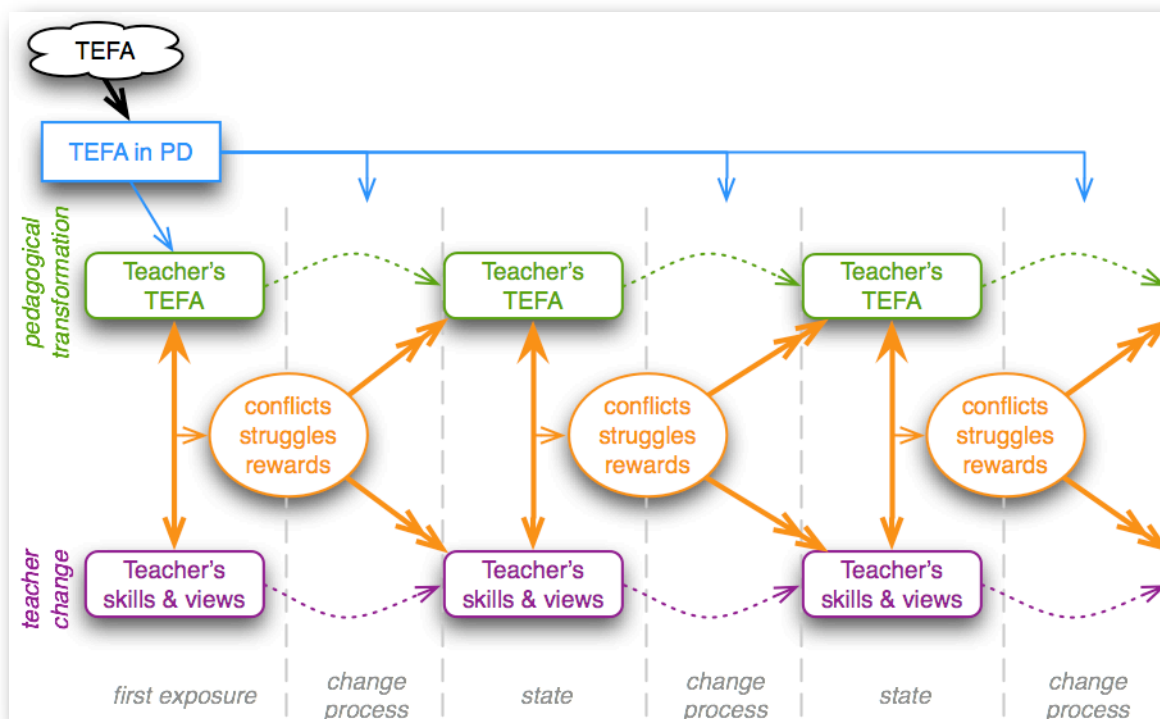 TEFA
TEFA in PD
pedagogical
transformation
Teacher's
TEFA
Teacher's
TEFA
Teacher's
TEFA
conflicts
struggles
rewards
conflicts
struggles
rewards
conflicts
struggles
rewards
teacher
change
Teacher's
skills & views
Teacher's
skills & views
Teacher's
skills & views
first exposure
change
process
state
change
process
state
change
process